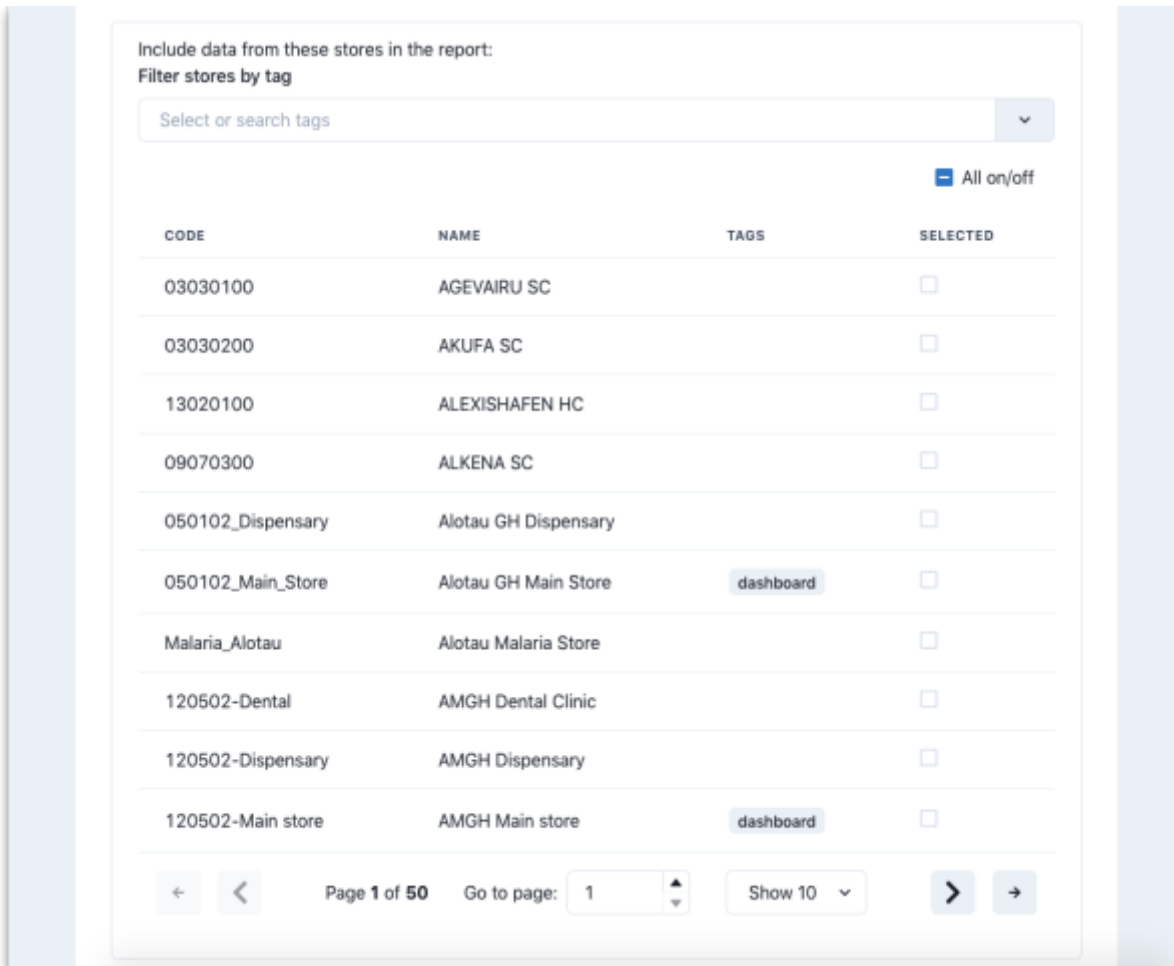 Include data from these stores in the report:
Filter stores by tag
Select or search tags
All on/off
CODE NAME TAGS SELECTED
03030100 AGEVAIRU SC
03030200 AKUFA SC
13020100 ALEXISHAFEN HC
09070300 ALKENA SC
050102_Dispensary Alotau GH Dispensary
050102_Main_Store Alotau GH Main Store dashboard
Malaria_Alotau Alotau Malaria Store
120502-Dental AMGH Dental Clinic
120502-Dispensary AMGH Dispensary
120502-Main store AMGH Main store dashboard
Page 1 of 50 Go to page: 1 Show 10